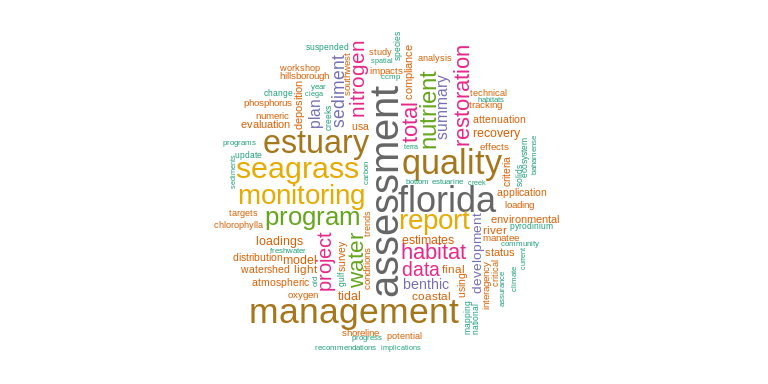 suspended
species
study
analysis
spatial
workshop
hillsborough
southwest
impacts
ccmp
compliance
technical
habitats
tracking
year
ciega
change
phosphorus
deposition
plan
creeks
sediment
nitrogen
total
nutrient
summary
restoration
numeric
evaluation
usa
attenuation
recovery
programs
estuary
assessment
terra
effects
ecosystem
bahamense
update
sediments
seagrass
carbon
quality
criteria
solids
bottom
estuarine
creek
monitoring
florida
application
loading
targets
chlorophylla
program
trends
report
environmental
river
pyrodinium
manatee
community
loadings
freshwater
project
survey
water
conditions
estimates
habitat
development
status
current
distribution
model
watershed
light
data
final
atmospheric
old
gulf
benthic
using
interagency
critical
assurance
climate
oxygen
tidal
coastal
management
mapping
national
shoreline
progress
potential
recommendations
implications